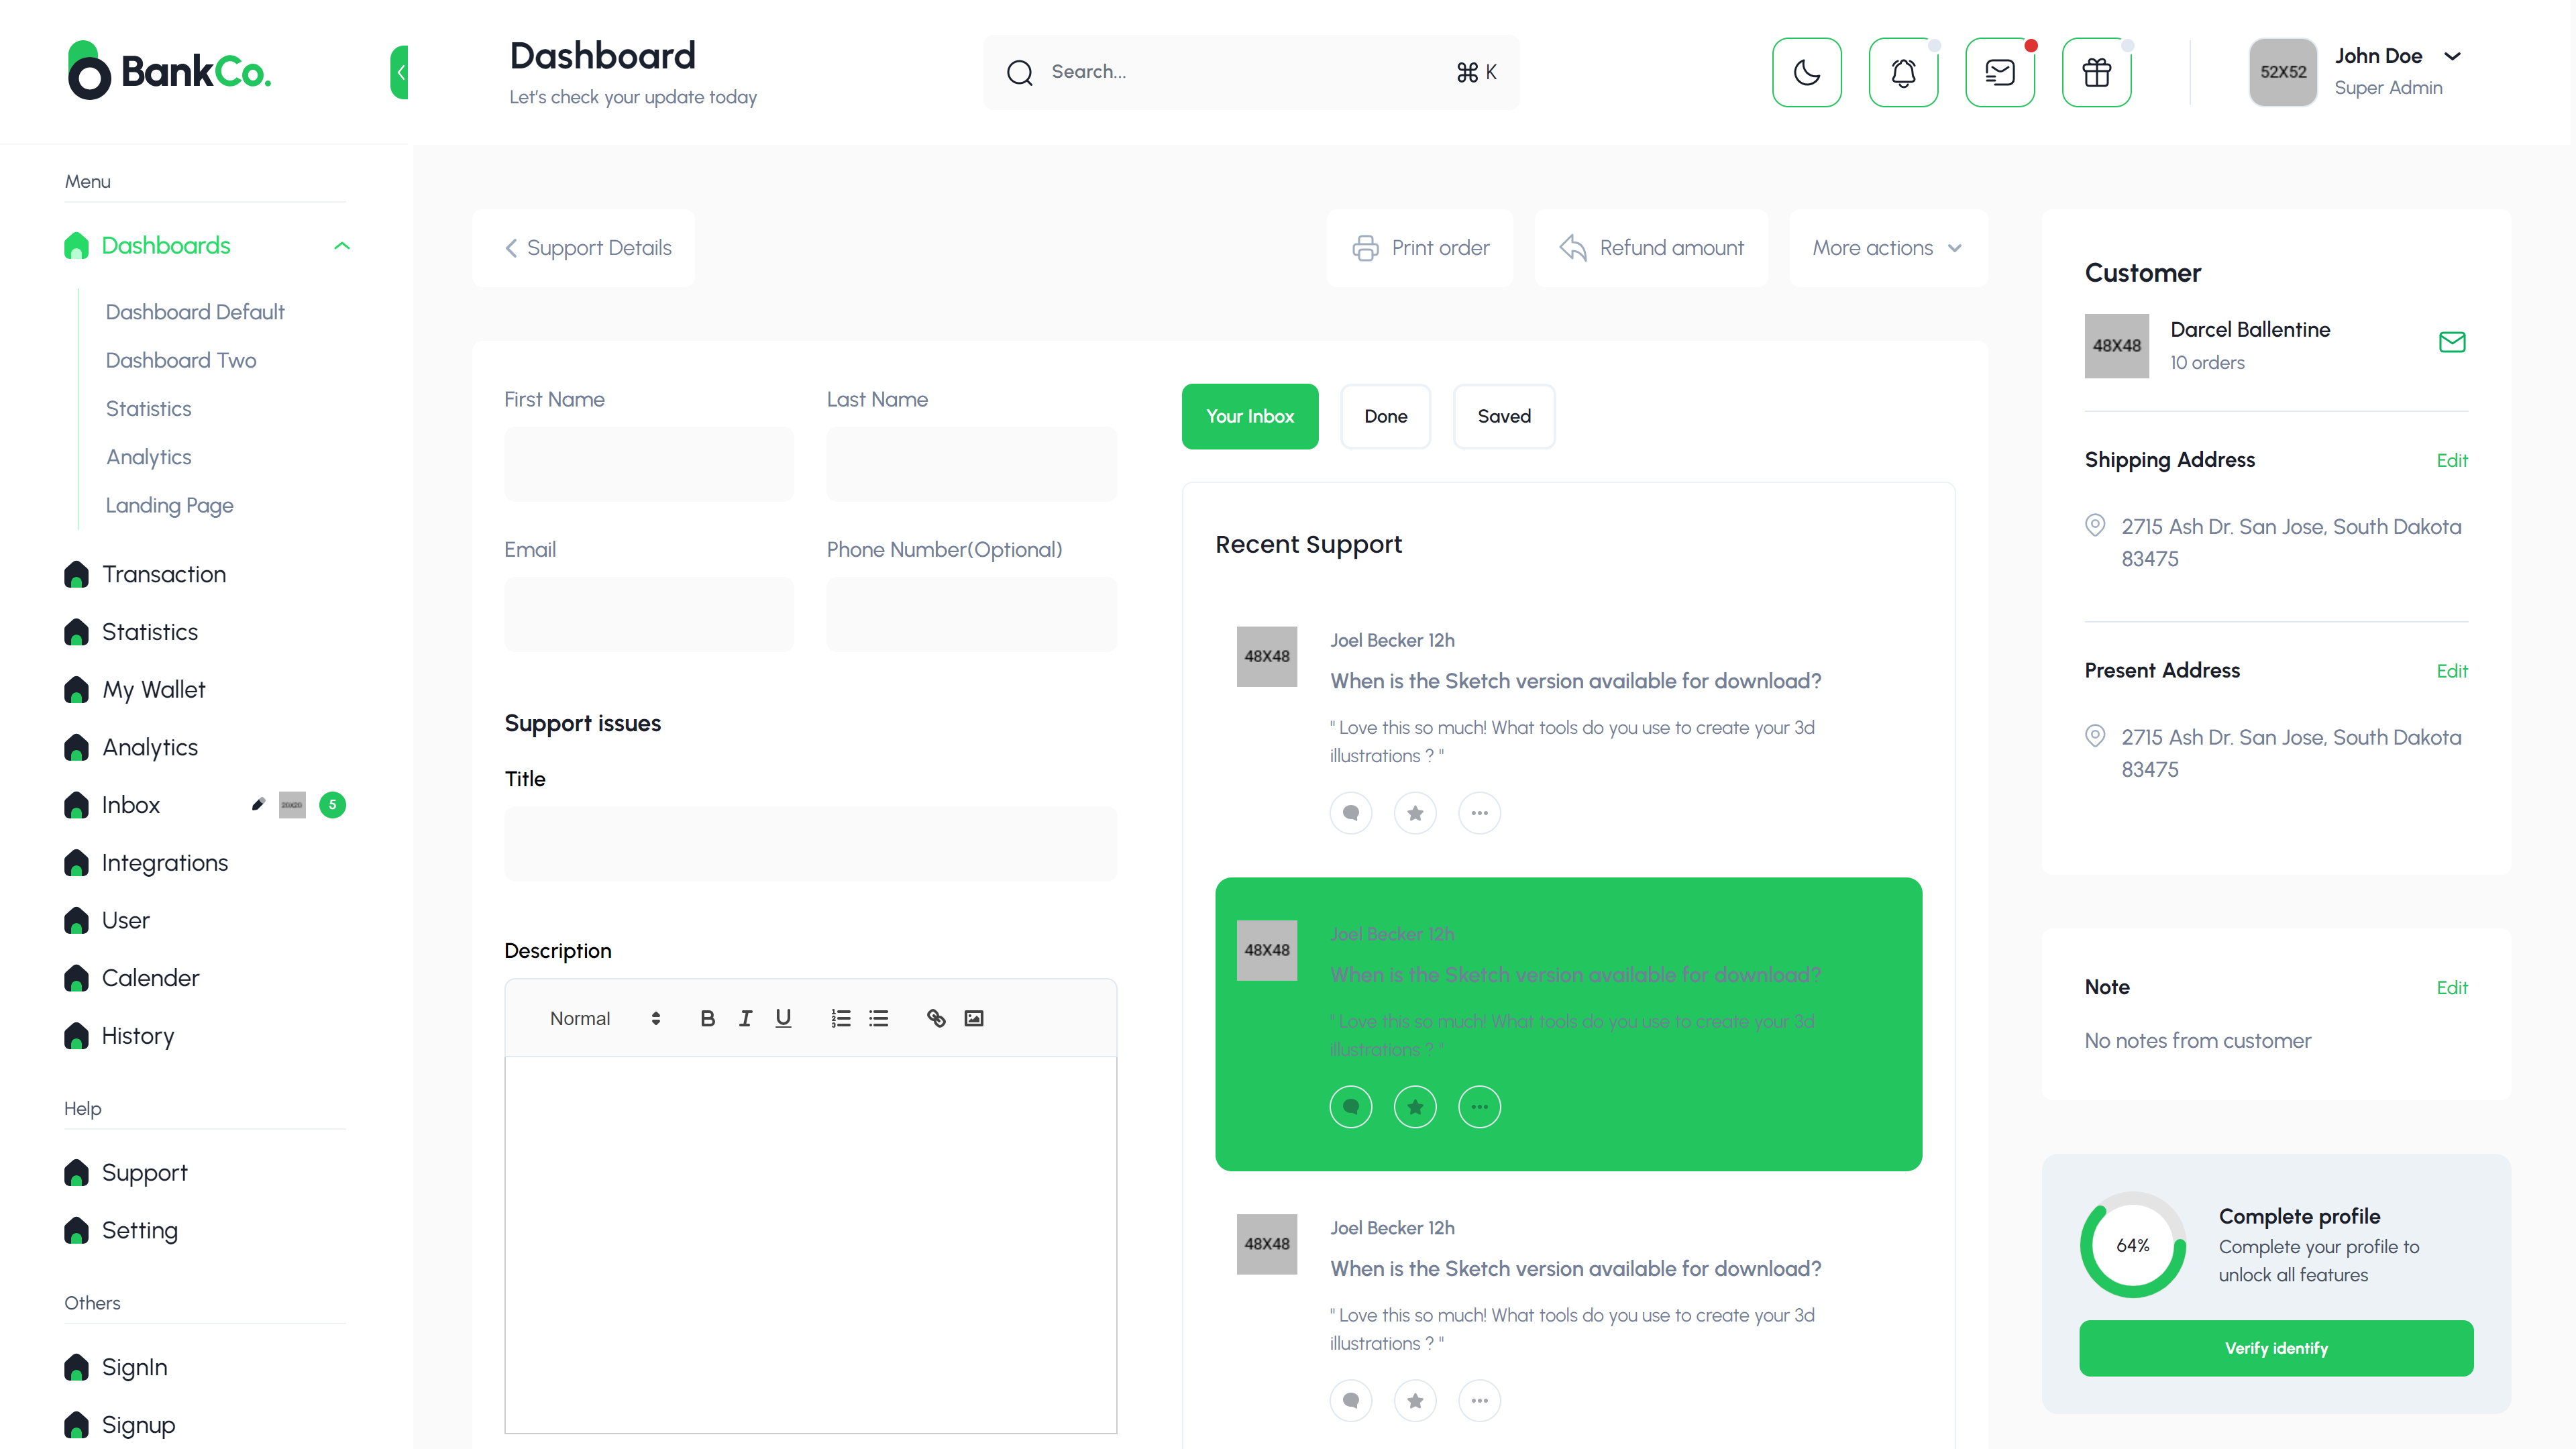 BankCo.
Dashboard
Let's check your update today
Search...
⌘ K
52X52
John Doe
Super Admin
Menu
Dashboards
Dashboard Default
Dashboard Two
Statistics
Analytics
Landing Page
Transaction
Statistics
My Wallet
Analytics
Inbox
5
Integrations
User
Calender
History
Help
Support
Setting
Others
SignIn
Signup
Support Details
Print order
Refund amount
More actions
First Name
Last Name
Email
Phone Number(Optional)
Support issues
Title
Description
Normal
B I U
Your Inbox
Done
Saved
Recent Support
48X48
Joel Becker 12h
When is the Sketch version available for download?
" Love this so much! What tools do you use to create your 3d
illustrations ? "
48X48
Joel Becker 12h
When is the Sketch version available for download?
" Love this so much! What tools do you use to create your 3d
illustrations ? "
48X48
Joel Becker 12h
When is the Sketch version available for download?
" Love this so much! What tools do you use to create your 3d
illustrations ? "
Customer
48X48
Darcel Ballentine
10 orders
Shipping Address
Edit
2715 Ash Dr. San Jose, South Dakota
83475
Present Address
Edit
2715 Ash Dr. San Jose, South Dakota
83475
Note
Edit
No notes from customer
64%
Complete profile
Complete your profile to
unlock all features
Verify identify